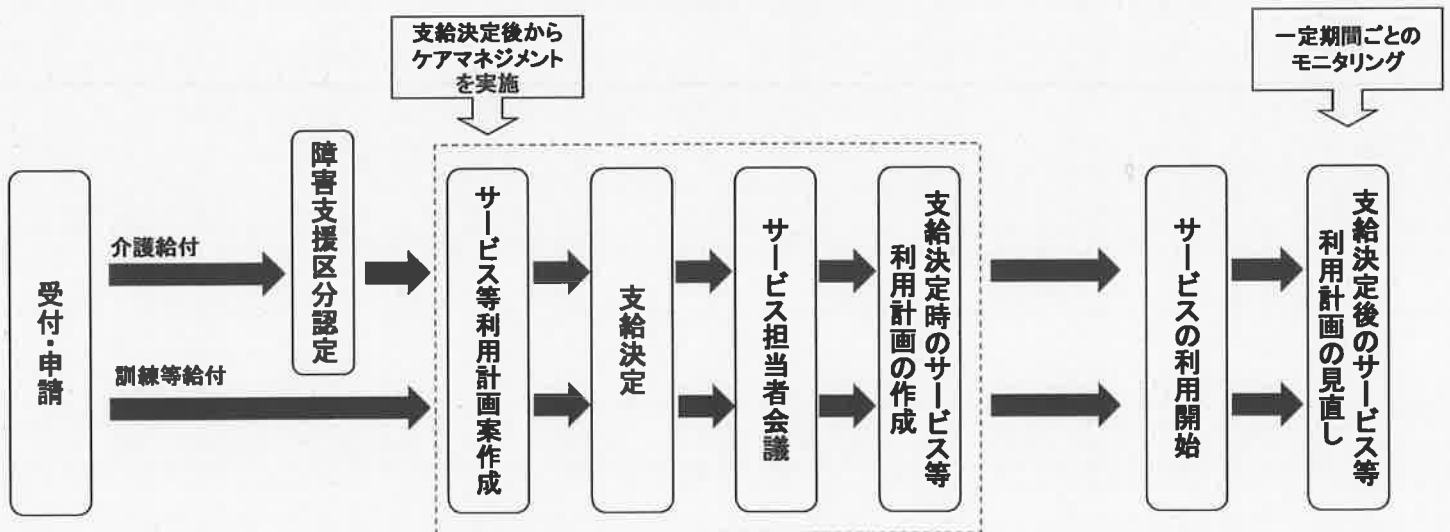 支給決定後から
ケアマネジメント
を実施
一定期間ごとの
モニタリング
受付・申請
介護給付
訓練等給付
障害支援区分認定
サービス等利用計画案作成
支給決定
サービス担当者会議
支給決定時のサービス等
利用計画の作成
サービスの利用開始
支給決定後のサービス等
利用計画の見直し